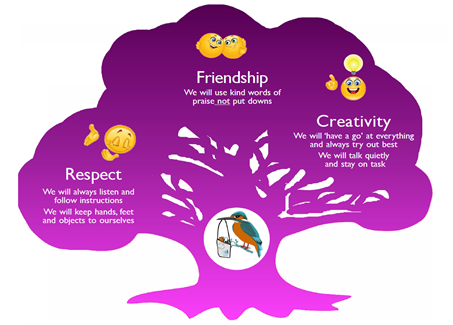 Friendship
We will use kind words of
praise not put downs
Creativity
We will 'have a go' at everything
and always try out best
We will talk quietly
and stay on task
Respect
We will always listen and
follow instructions
We will keep hands, feet
and objects to ourselves